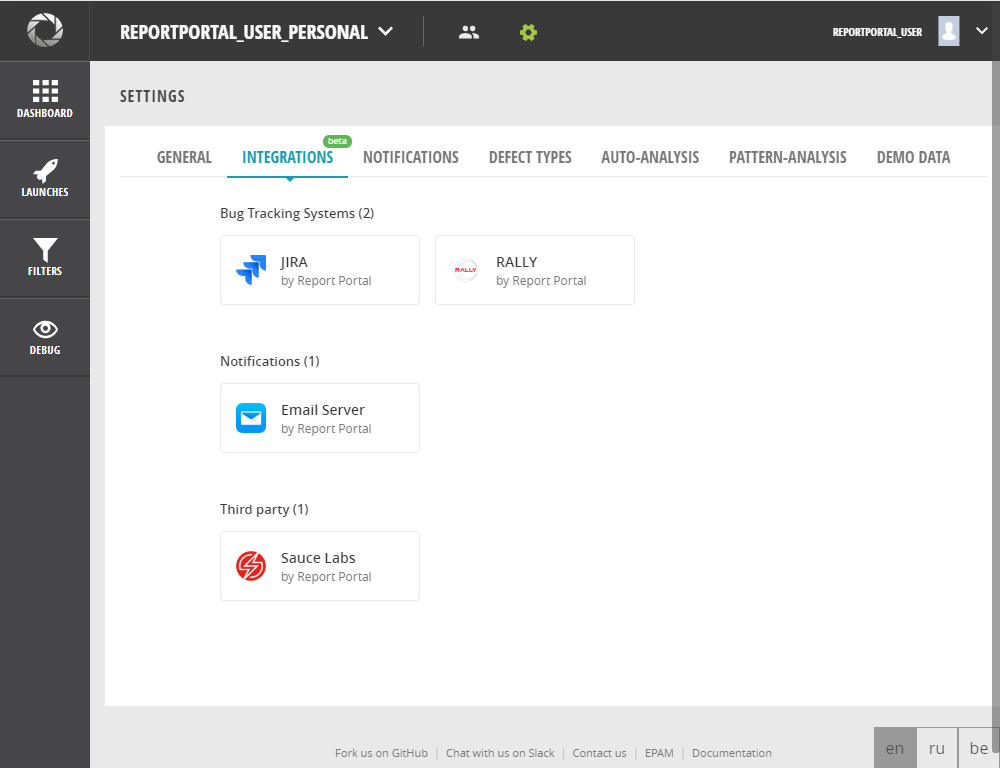 REPORTPORTAL_USER_PERSONAL
REPORTPORTAL_USER
DASHBOARD
LAUNCHES
FILTERS
DEBUG
SETTINGS
GENERAL INTEGRATIONS beta NOTIFICATIONS DEFECT TYPES AUTO-ANALYSIS PATTERN-ANALYSIS DEMO DATA
Bug Tracking Systems (2)
JIRA
by Report Portal
RALLY
RALLY
by Report Portal
Notifications (1)
Email Server
by Report Portal
Third party (1)
Sauce Labs
by Report Portal
Fork us on GitHub | Chat with us on Slack | Contact us | EPAM | Documentation
en ru be